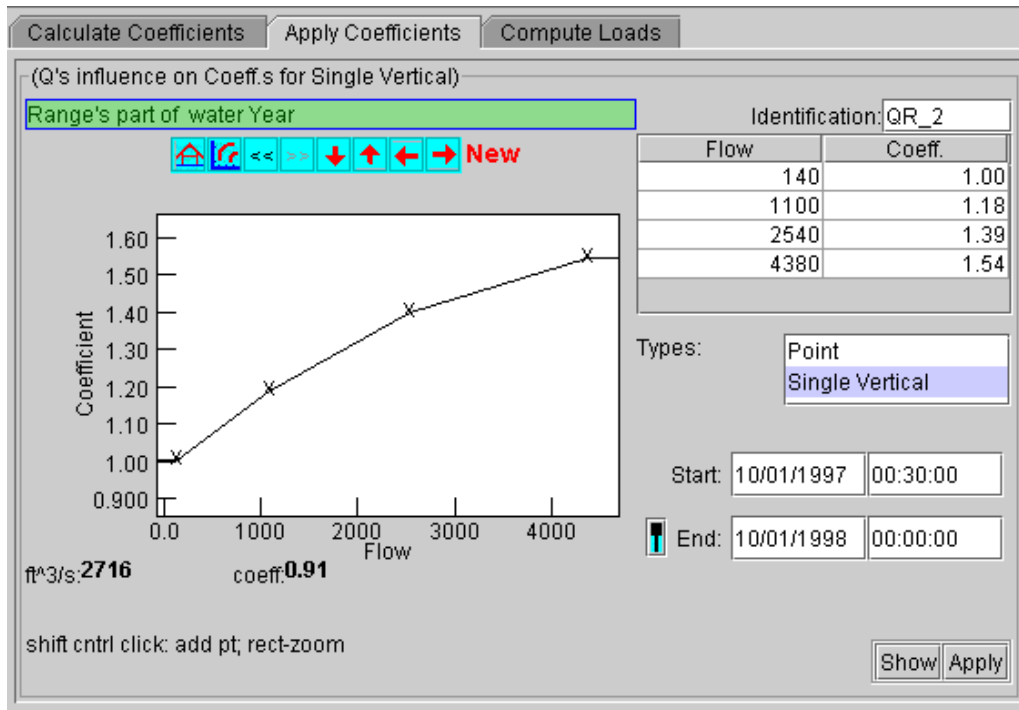 Calculate Coefficients Apply Coefficients Compute Loads
(Q's influence on Coeff.s for Single Vertical)
Range's part of water Year
Identification: QR_2
<< >> New
Flow Coeff.
140 1.00
1100 1.18
2540 1.39
4380 1.54
1.60
1.50
1.40
1.30
1.20
1.10
1.00
0.900
Coefficient
0.0 1000 2000 3000 4000
Flow
ft^3/s:2716 coeff:0.91
Types: Point
Single Vertical
Start: 10/01/1997 00:30:00
End: 10/01/1998 00:00:00
shift cntrl click: add pt; rect-zoom
Show Apply